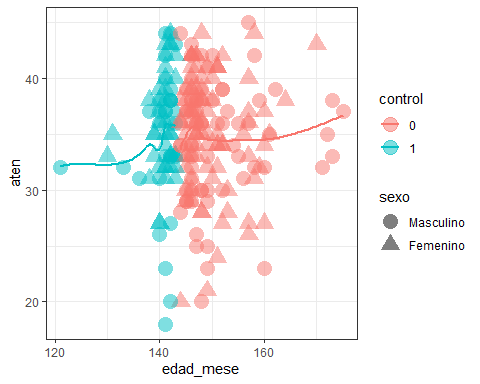 40
30
20
aten
120
140
160
edad_mese
control
0
1
sexo
Masculino
Femenino